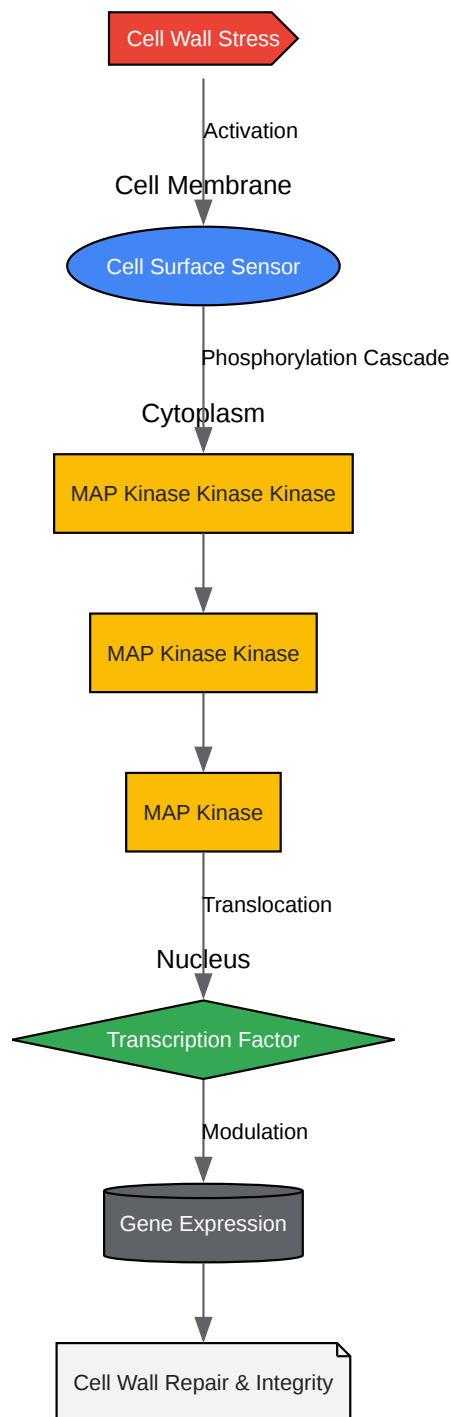 Cell Wall Stress
Activation
Cell Membrane
Cell Surface Sensor
Phosphorylation Cascade
Cytoplasm
MAP Kinase Kinase Kinase
MAP Kinase Kinase
MAP Kinase
Translocation
Nucleus
Transcription Factor
Modulation
Gene Expression
Cell Wall Repair & Integrity